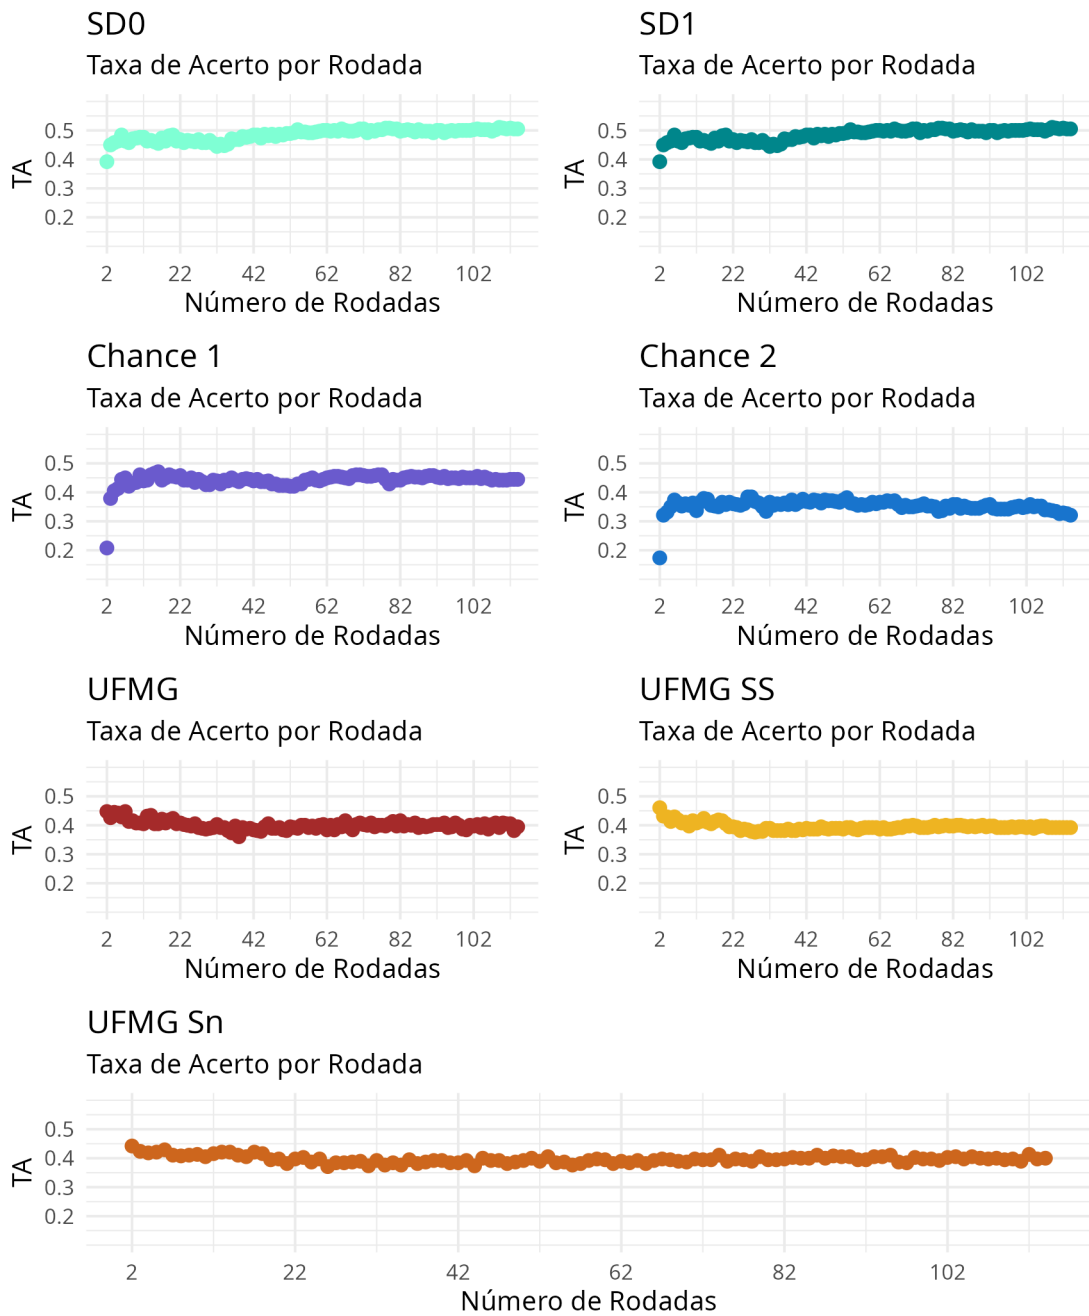 SD0
Taxa de Acerto por Rodada
TA
0.5
0.4
0.3
0.2
2 22 42 62 82 102
Número de Rodadas
SD1
Taxa de Acerto por Rodada
TA
0.5
0.4
0.3
0.2
2 22 42 62 82 102
Número de Rodadas
Chance 1
Taxa de Acerto por Rodada
TA
0.5
0.4
0.3
0.2
2 22 42 62 82 102
Número de Rodadas
Chance 2
Taxa de Acerto por Rodada
TA
0.5
0.4
0.3
0.2
2 22 42 62 82 102
Número de Rodadas
UFMG
Taxa de Acerto por Rodada
TA
0.5
0.4
0.3
0.2
2 22 42 62 82 102
Número de Rodadas
UFMG SS
Taxa de Acerto por Rodada
TA
0.5
0.4
0.3
0.2
2 22 42 62 82 102
Número de Rodadas
UFMG Sn
Taxa de Acerto por Rodada
TA
0.5
0.4
0.3
0.2
2 22 42 62 82 102
Número de Rodadas